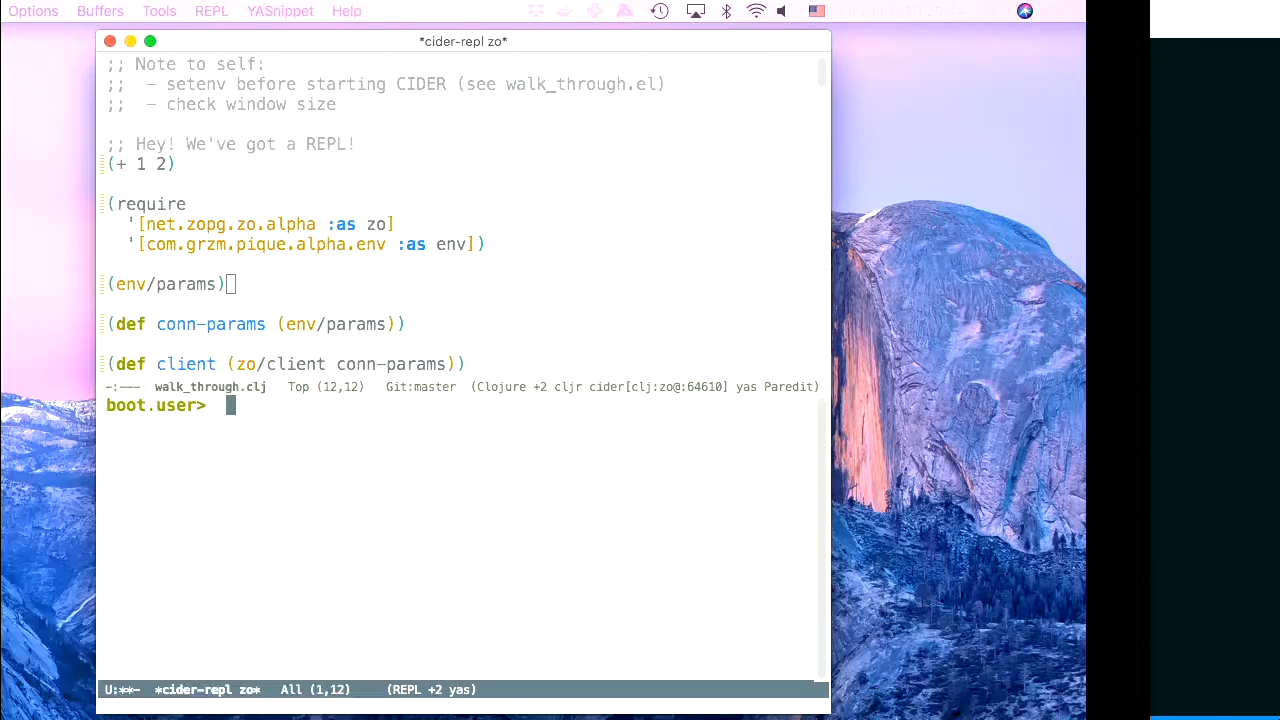 Options Buffers Tools REPL YASnippet Help
*cider-repl zo*
;; Note to self:
;;  - setenv before starting CIDER (see walk_through.el)
;;  - check window size
;; Hey! We've got a REPL!
(+ 1 2)
(require
'[net.zopg.zo.alpha :as zo]
'[com.grzm.pique.alpha.env :as env])
(env/params)
(def conn-params (env/params))
(def client (zo/client conn-params))
-:--- walk_through.clj Top (12,12) Git:master (Clojure +2 cljr cider[clj:zo@:64610] yas Paredit)
boot.user>
U:**- *cider-repl zo* All (1,12) (REPL +2 yas)